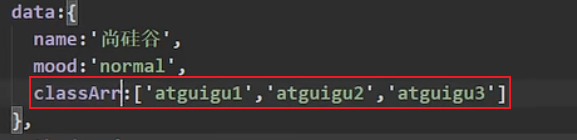 data:{
name:'尚硅谷',
mood:'normal',
classArr:['atguigu1','atguigu2','atguigu3']
},